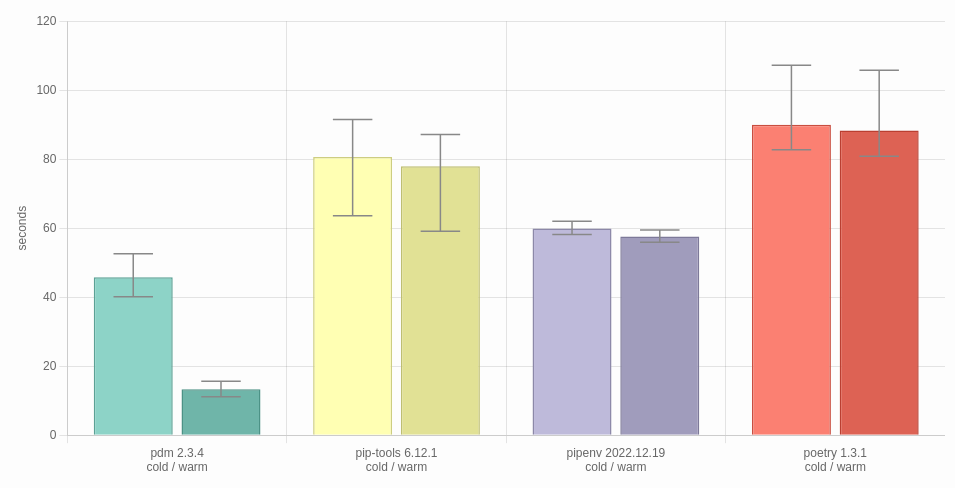 120
100
80
60
40
20
0
seconds
pdm 2.3.4
cold / warm
pip-tools 6.12.1
cold / warm
pipenv 2022.12.19
cold / warm
poetry 1.3.1
cold / warm